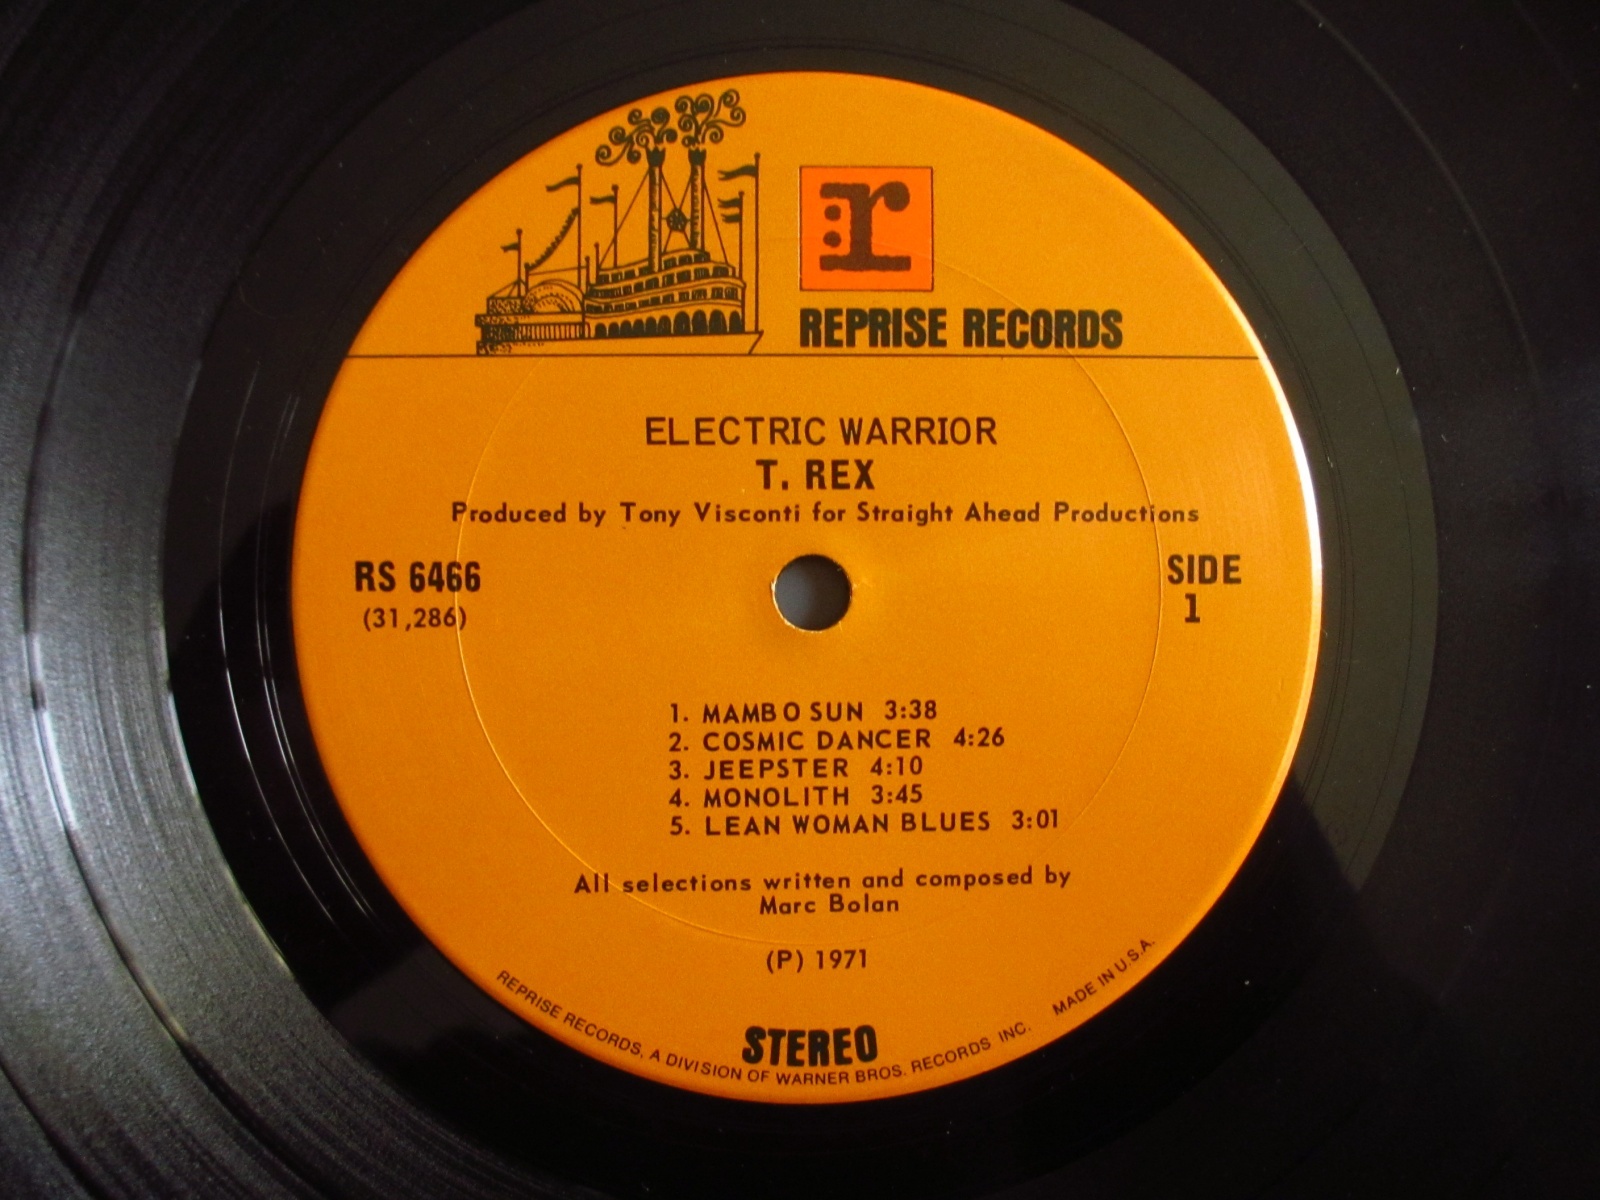 r:
REPRISE RECORDS
ELECTRIC WARRIOR
T. REX
Produced by Tony Visconti for Straight Ahead Productions
RS 6466
(31,286)
SIDE
1
1. MAMBO SUN 3:38
2. COSMIC DANCER 4:26
3. JEEPSTER 4:10
4. MONOLITH 3:45
5. LEAN WOMAN BLUES 3:01
All selections written and composed by
Marc Bolan
(P) 1971
STEREO
REPRISE RECORDS, A DIVISION OF WARNER BROS. RECORDS INC. MADE IN U.S.A.